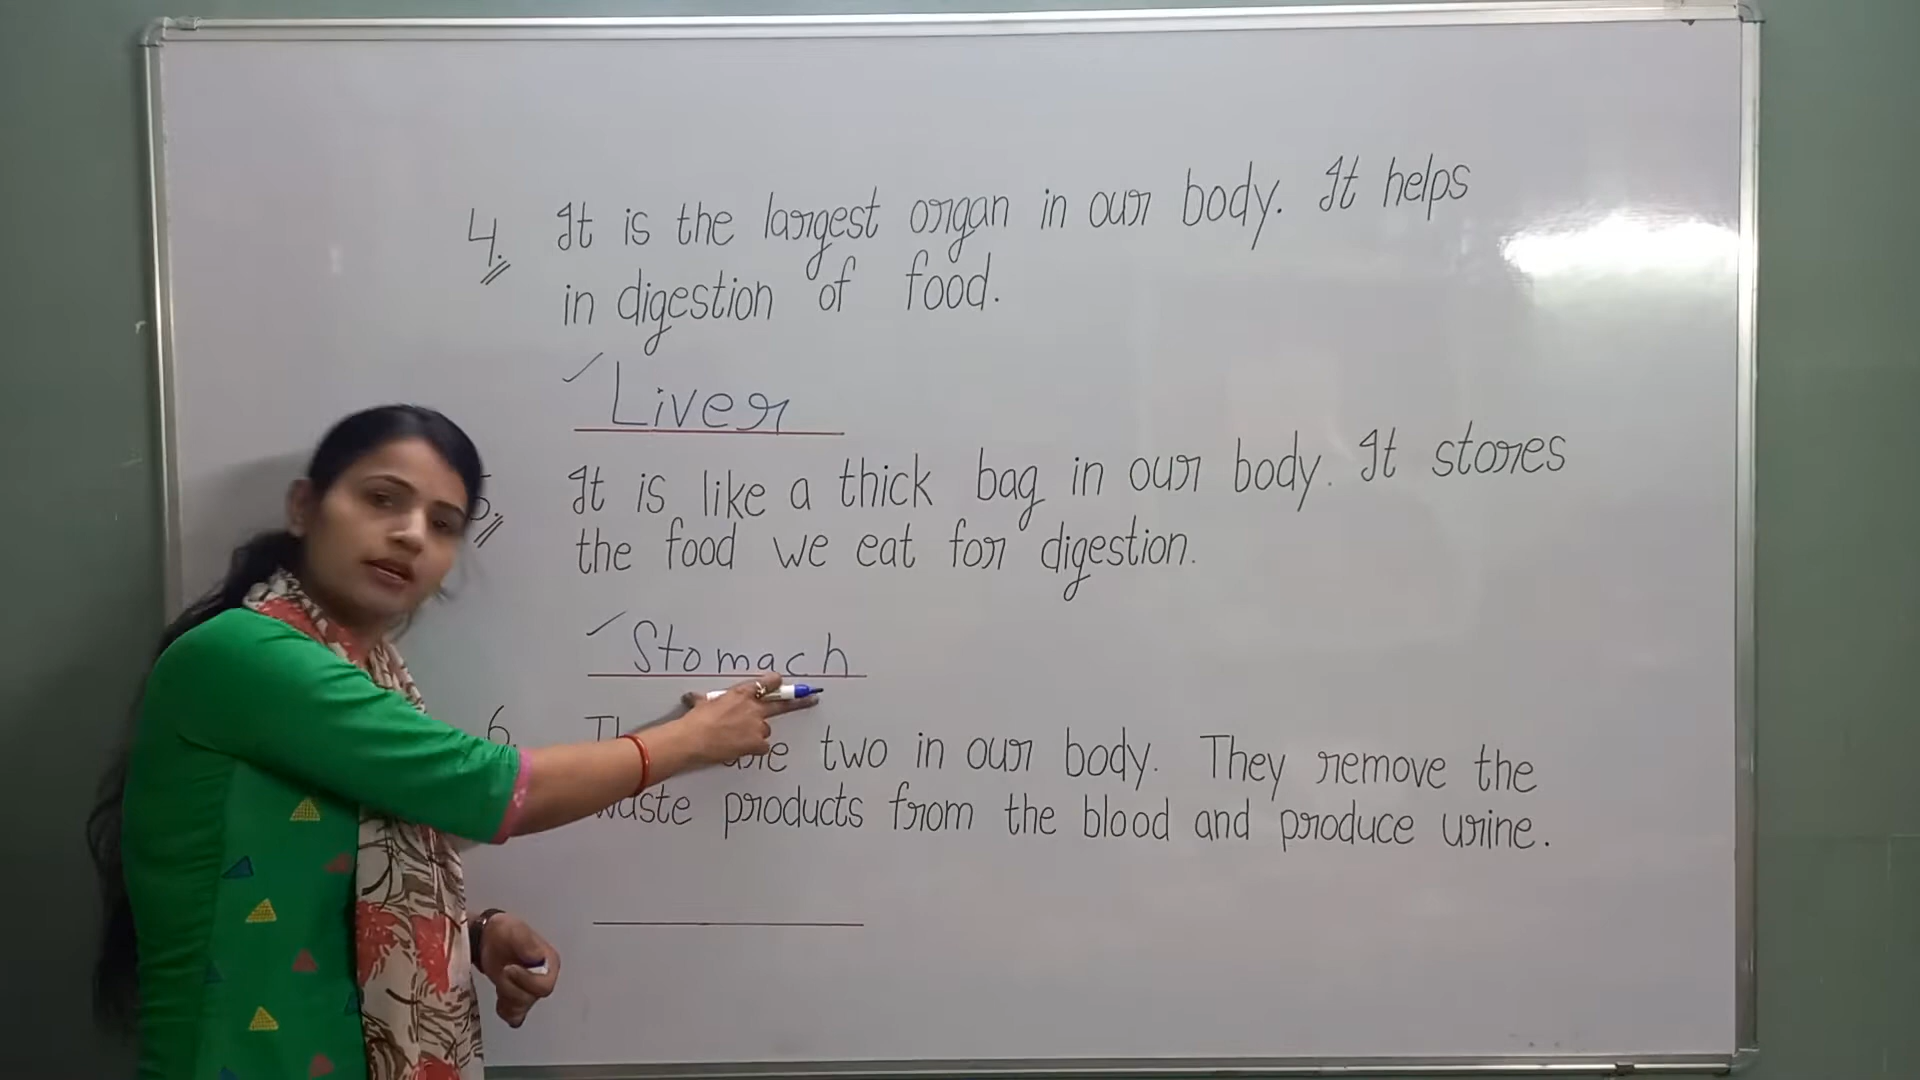 4. It is the largest organ in our body. It helps
in digestion of food.
Liver
5. It is like a thick bag in our body. It stores
the food we eat for digestion.
Stomach
6. two in our body. They remove the
waste products from the blood and produce urine.